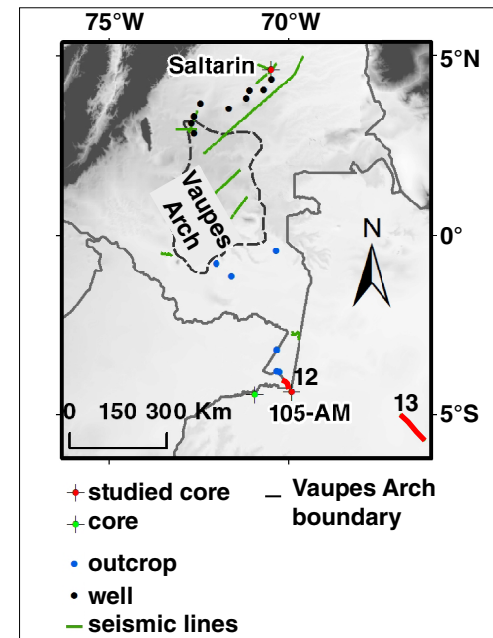 75°W 70°W
5°N
Saltarin
Vaupes
Arch
N
0°
12
13
0 150 300 Km
105-AM
5°S
studied core
core
outcrop
well
seismic lines
Vaupes Arch
boundary